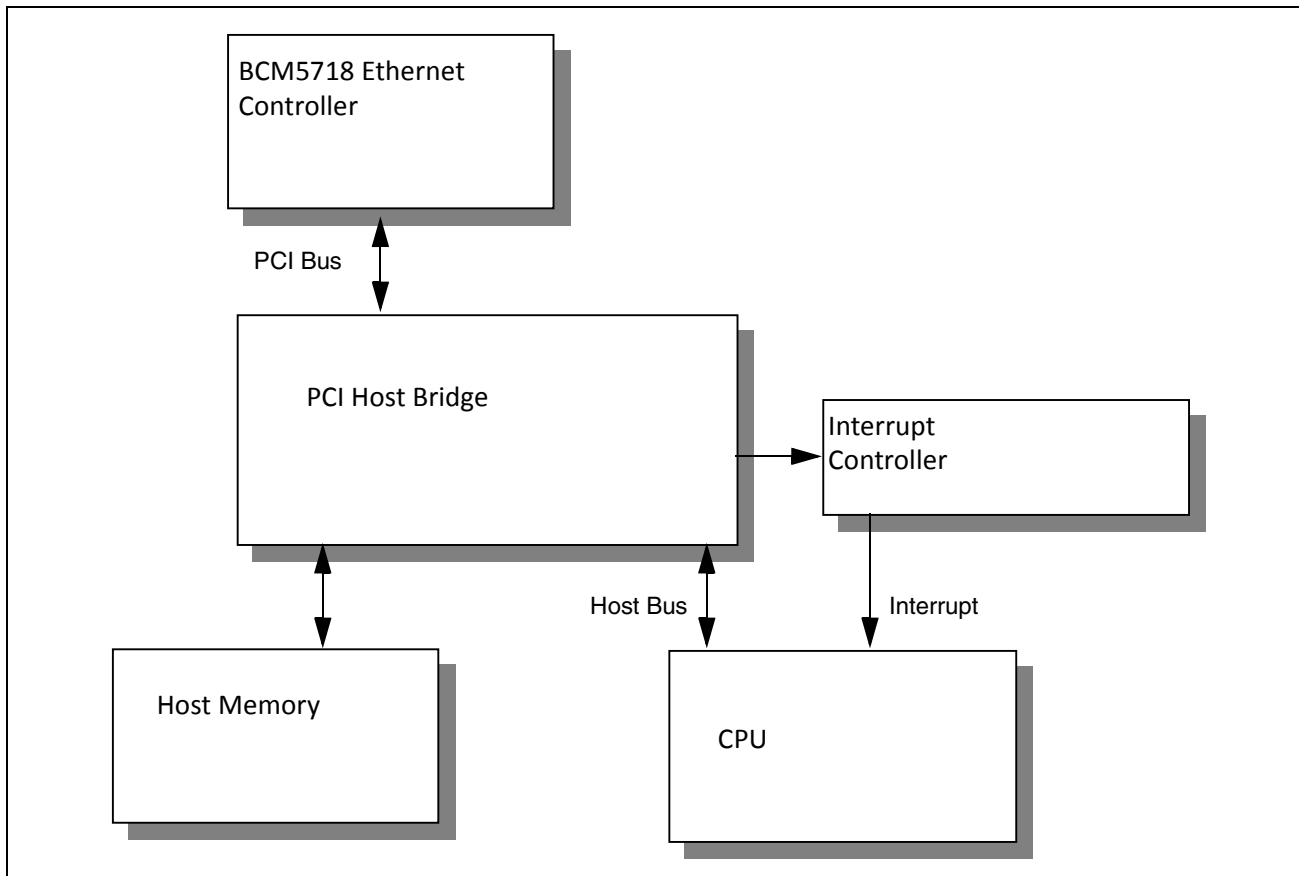 BCM5718 Ethernet
Controller
PCI Bus
PCI Host Bridge
Interrupt
Controller
Host Bus
Interrupt
Host Memory
CPU